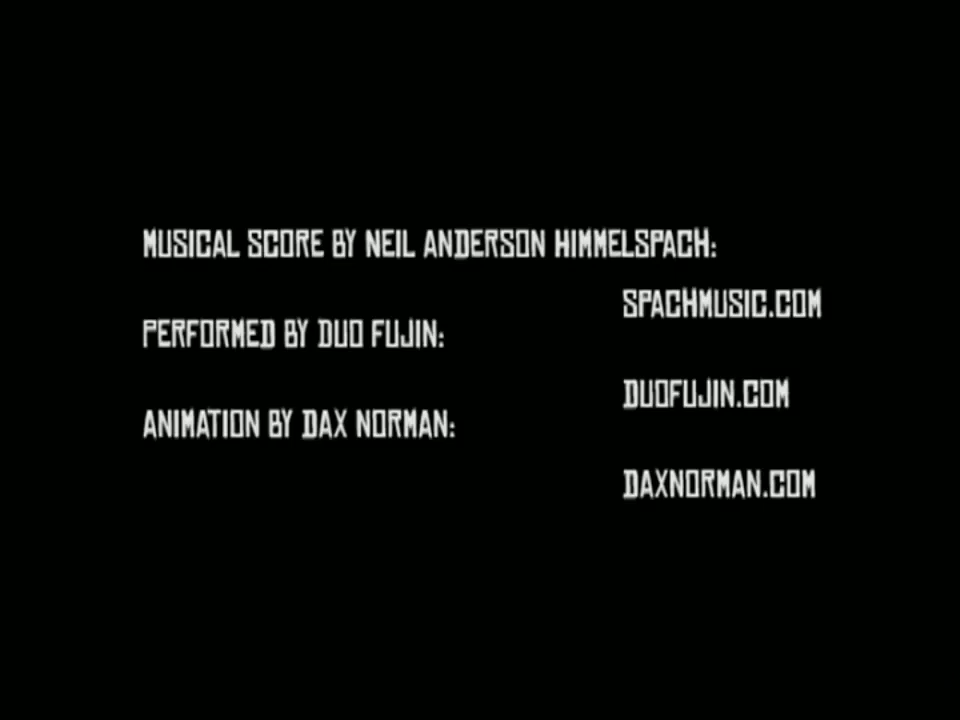 MUSICAL SCORE BY NEIL ANDERSON HIMMELSPACH:
SPACHMUSIC.COM
PERFORMED BY DUO FUJIN:
DUOFUJIN.COM
ANIMATION BY DAX NORMAN:
DAXNORMAN.COM